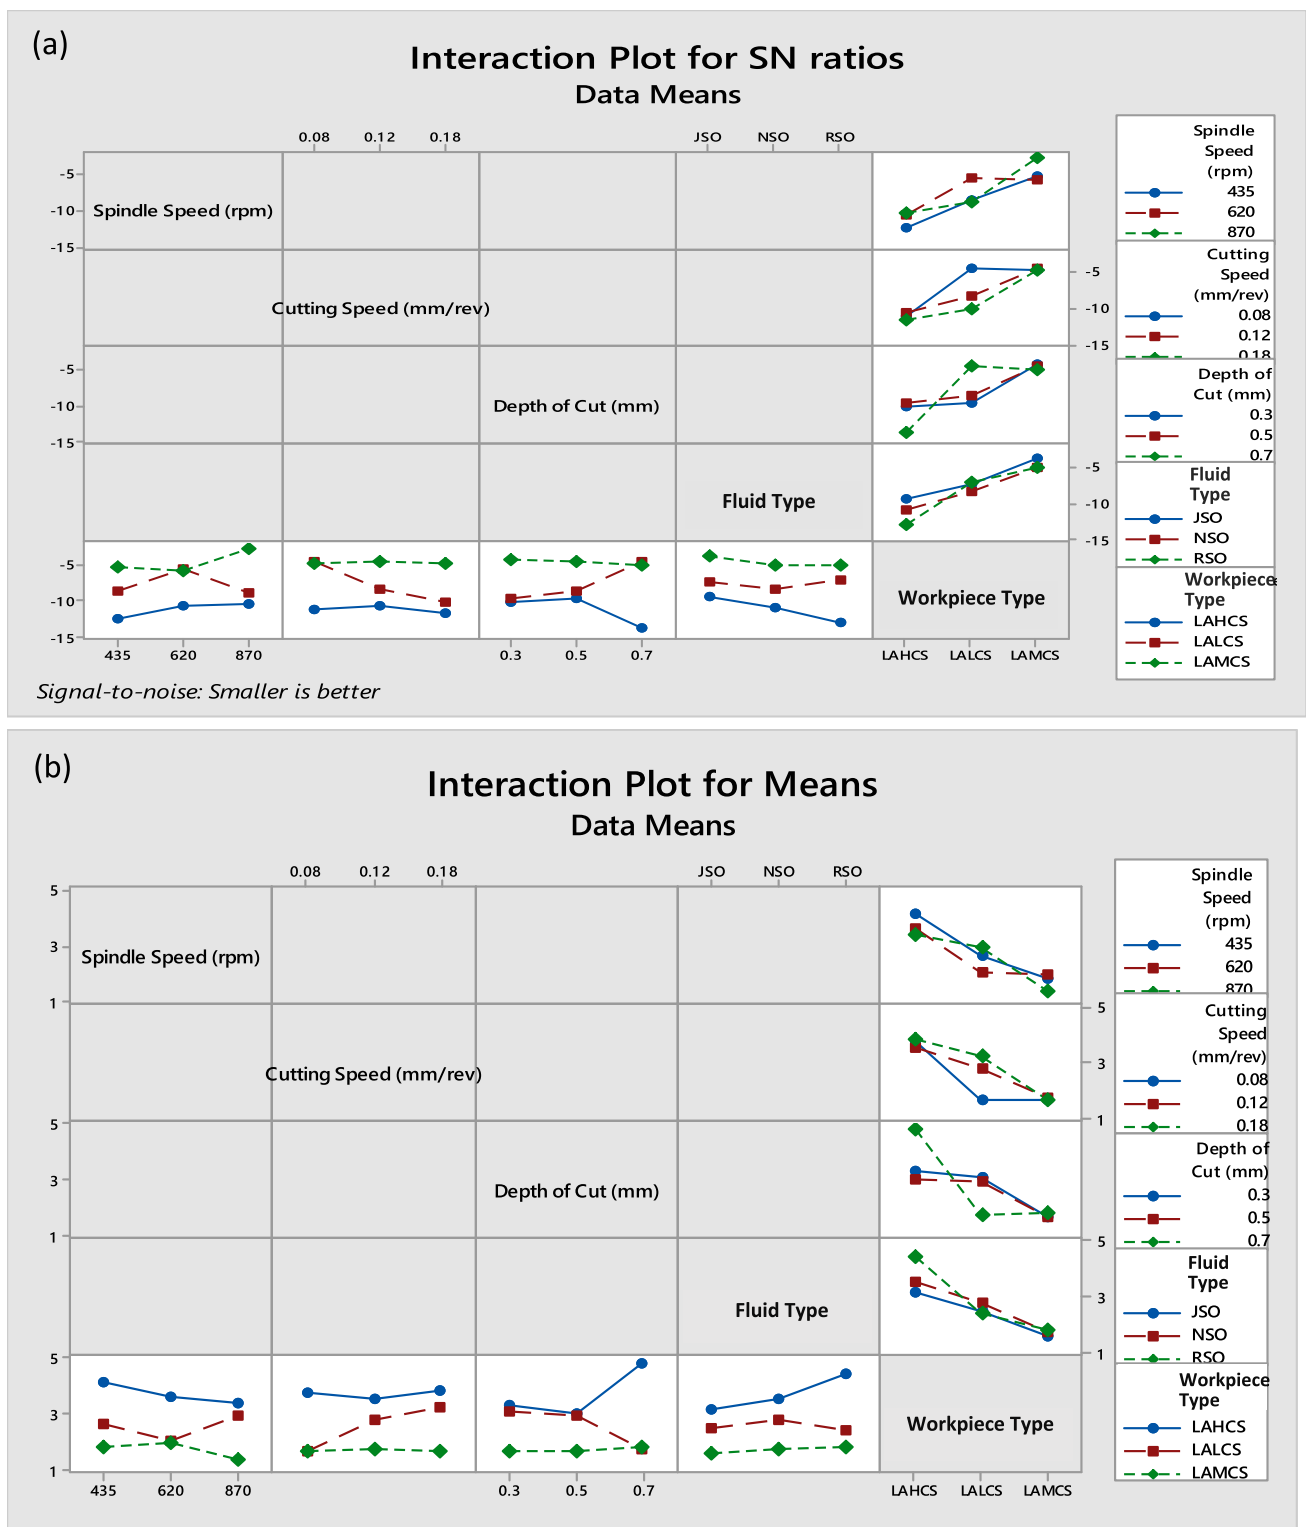 (a)
Interaction Plot for SN ratios
Data Means
0.08 0.12 0.18 JSO NSO RSO
-5
-10
-15
Spindle Speed (rpm)
Cutting Speed (mm/rev)
-5
-10
-15
-5
-10
-15
Depth of Cut (mm)
Fluid Type
-5
-10
-15
-5
-10
-15
Workpiece Type
435 620 870 0.3 0.5 0.7 LAHCS LALCS LAMCS
Signal-to-noise: Smaller is better
Spindle
Speed
(rpm)
435
620
870
Cutting
Speed
(mm/rev)
0.08
0.12
0.18
Depth of
Cut (mm)
0.3
0.5
0.7
Fluid
Type
JSO
NSO
RSO
Workpiece
Type
LAHCS
LALCS
LAMCS
(b)
Interaction Plot for Means
Data Means
0.08 0.12 0.18 JSO NSO RSO
5
3
1
Spindle Speed (rpm)
Cutting Speed (mm/rev)
5
3
1
5
3
1
Depth of Cut (mm)
Fluid Type
5
3
1
5
3
1
Workpiece Type
435 620 870 0.3 0.5 0.7 LAHCS LALCS LAMCS
Spindle
Speed
(rpm)
435
620
870
Cutting
Speed
(mm/rev)
0.08
0.12
0.18
Depth of
Cut (mm)
0.3
0.5
0.7
Fluid
Type
JSO
NSO
RSO
Workpiece
Type
LAHCS
LALCS
LAMCS